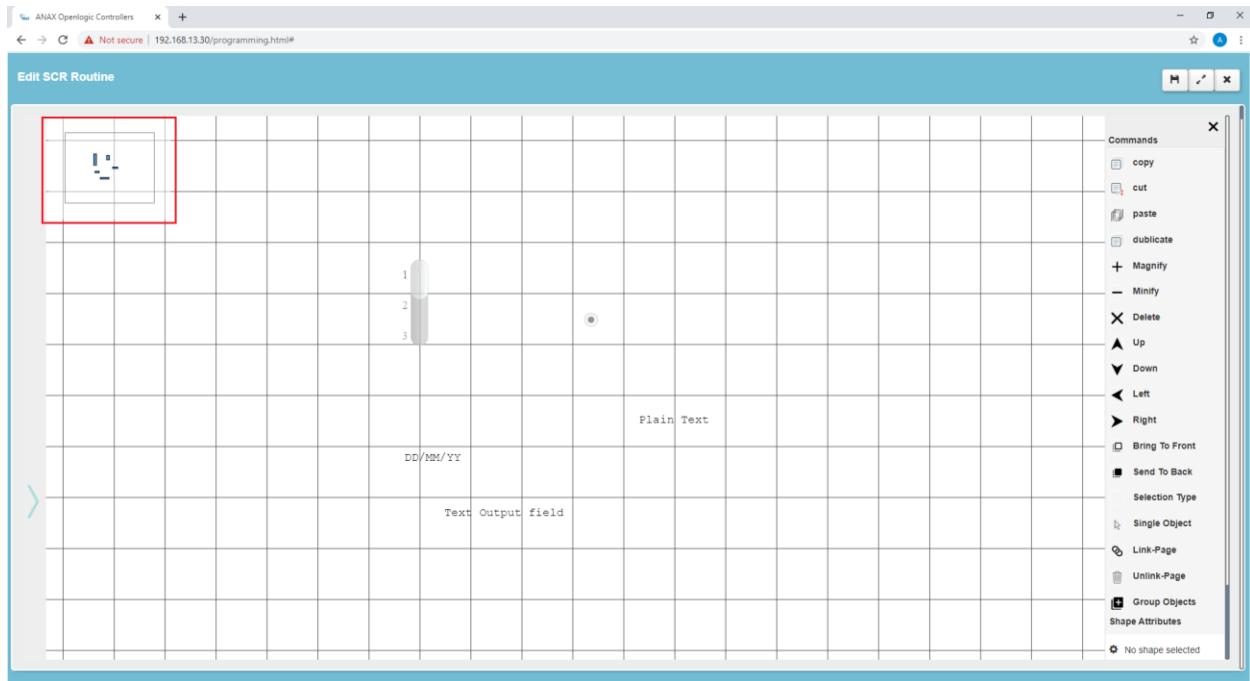 ANAX Openlogic Controllers
Not secure | 192.168.13.30/programming.html#
A
Edit SCR Routine
Commands
copy
cut
paste
dublicate
Magnify
Minify
Delete
Up
Down
Left
Right
Bring To Front
Send To Back
Selection Type
Single Object
Link-Page
Unlink-Page
Group Objects
Shape Attributes
No shape selected
1
2
3
Plain Text
DD/MM/YY
Text Output field